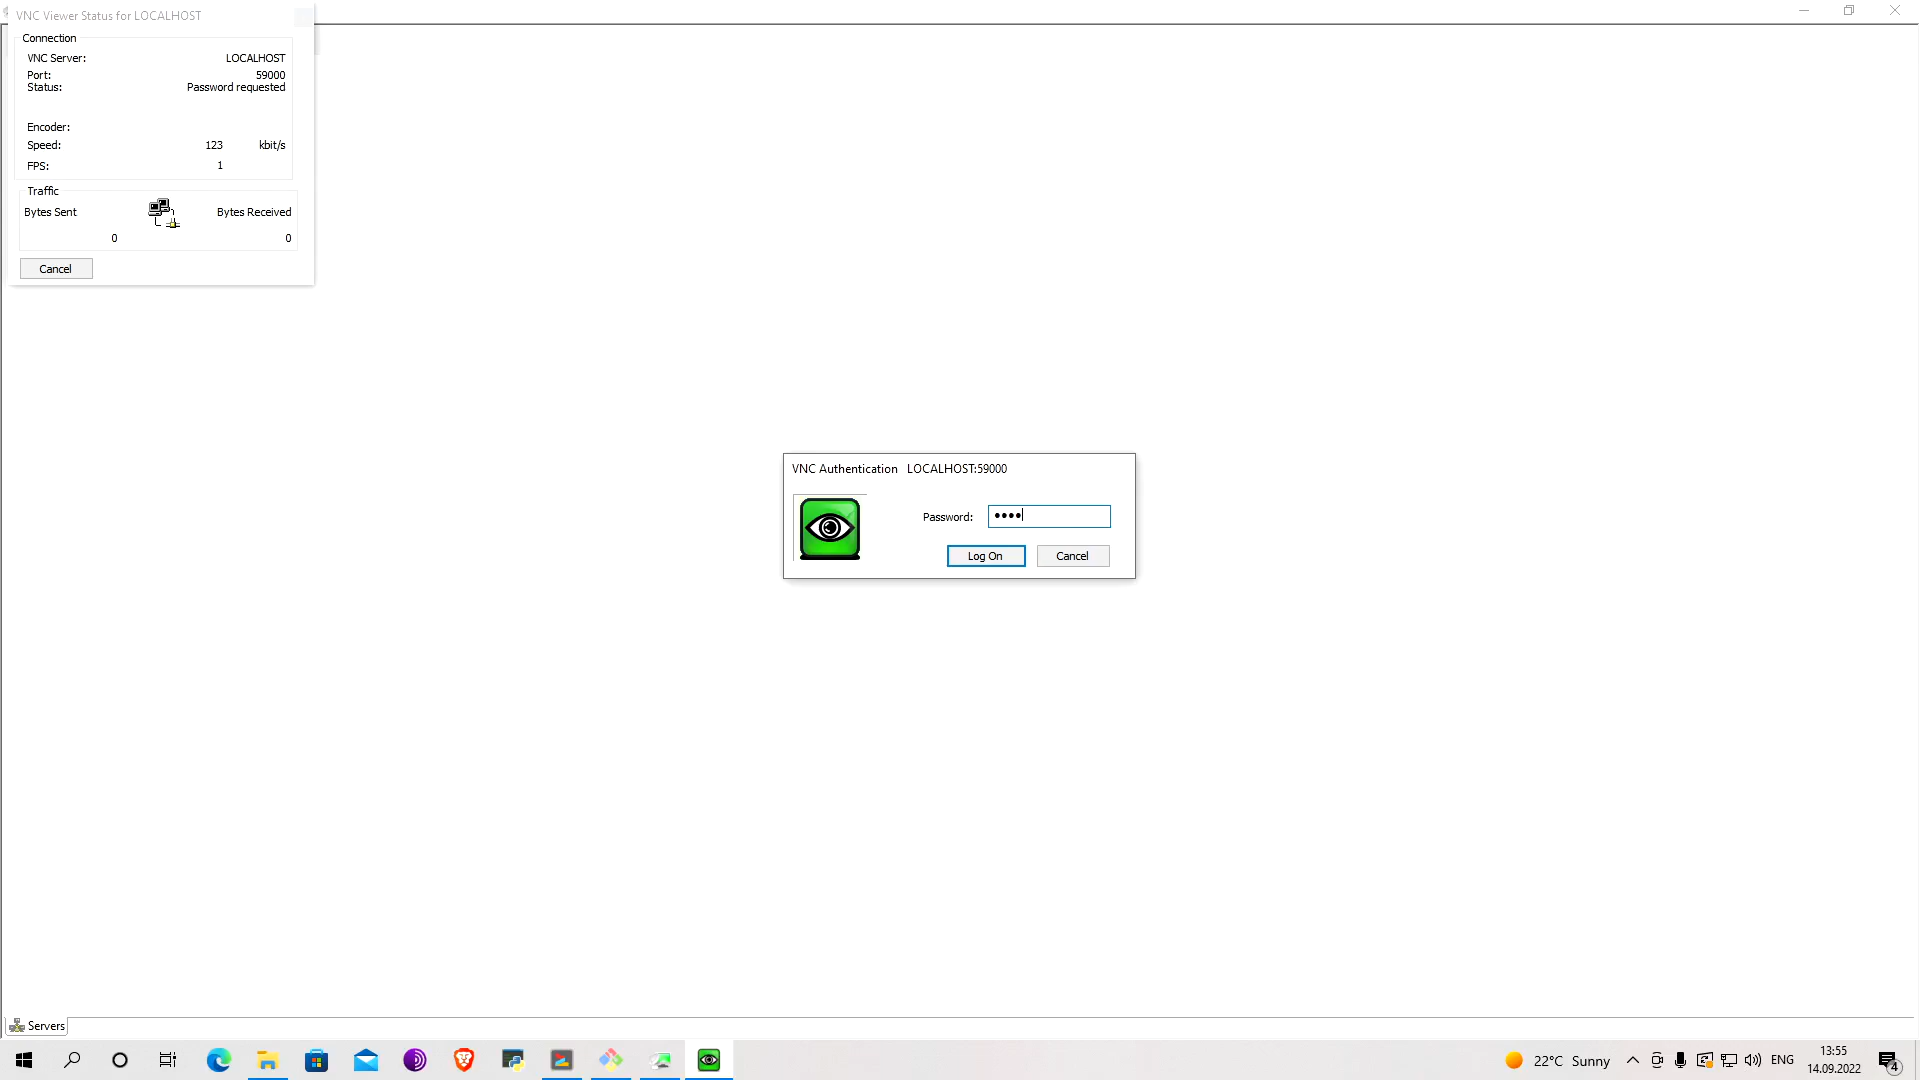 VNC Viewer Status for LOCALHOST
Connection
VNC Server: LOCALHOST
Port: 59000
Status: Password requested
Encoder:
Speed: 123 kbit/s
FPS: 1
Traffic
Bytes Sent Bytes Received
0 0
Cancel
VNC Authentication LOCALHOST:59000
Password: ••••
Log On Cancel
Servers
22°C Sunny ENG 13:55
14.09.2022 4